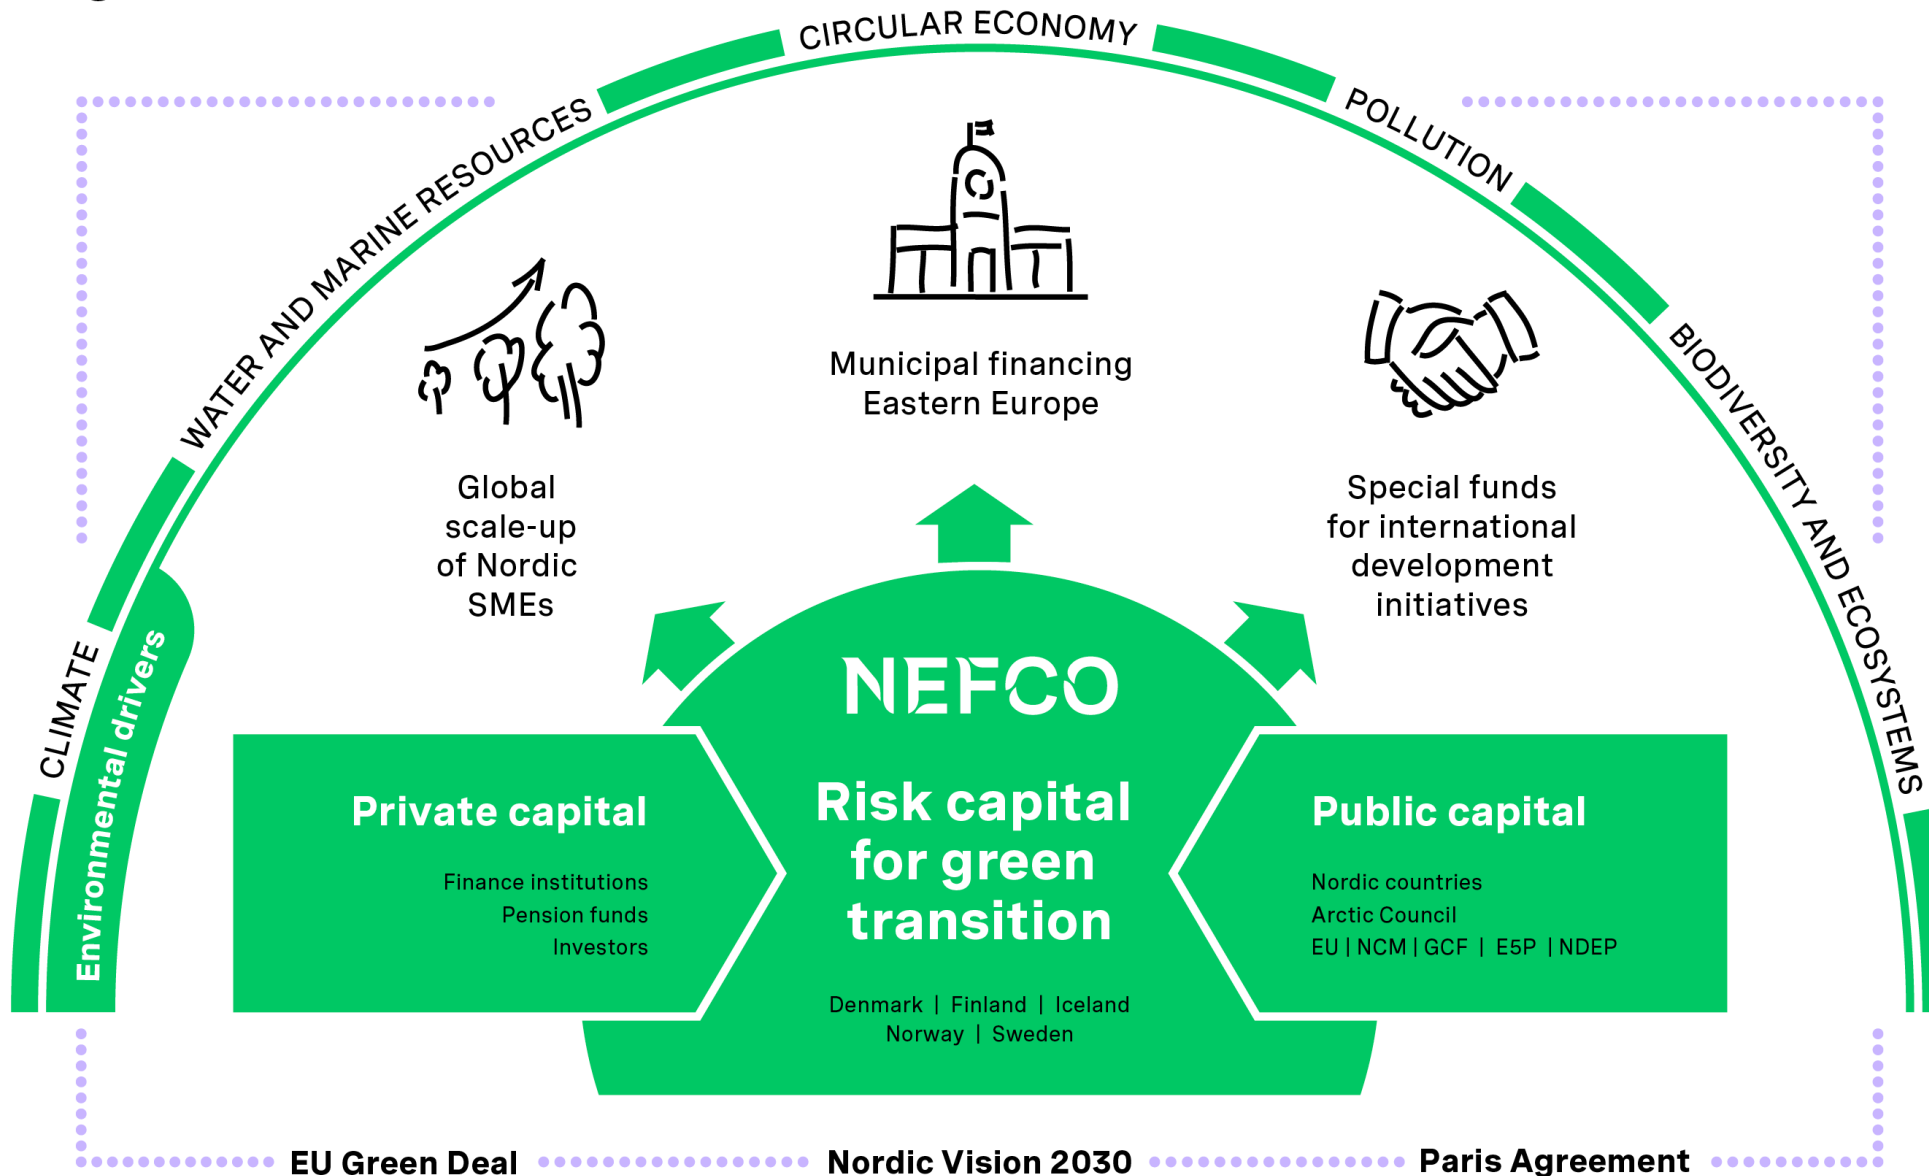 CIRCULAR ECONOMY
WATER AND MARINE RESOURCES
POLLUTION
BIODIVERSITY AND ECOSYSTEMS
CLIMATE
Environmental drivers
Municipal financing
Eastern Europe
Global
scale-up
of Nordic
SMEs
Special funds
for international
development
initiatives
NEFCO
Risk capital
for green
transition
Denmark | Finland | Iceland
Norway | Sweden
Private capital
Finance institutions
Pension funds
Investors
Public capital
Nordic countries
Arctic Council
EU | NCM | GCF | E5P | NDEP
EU Green Deal
Nordic Vision 2030
Paris Agreement